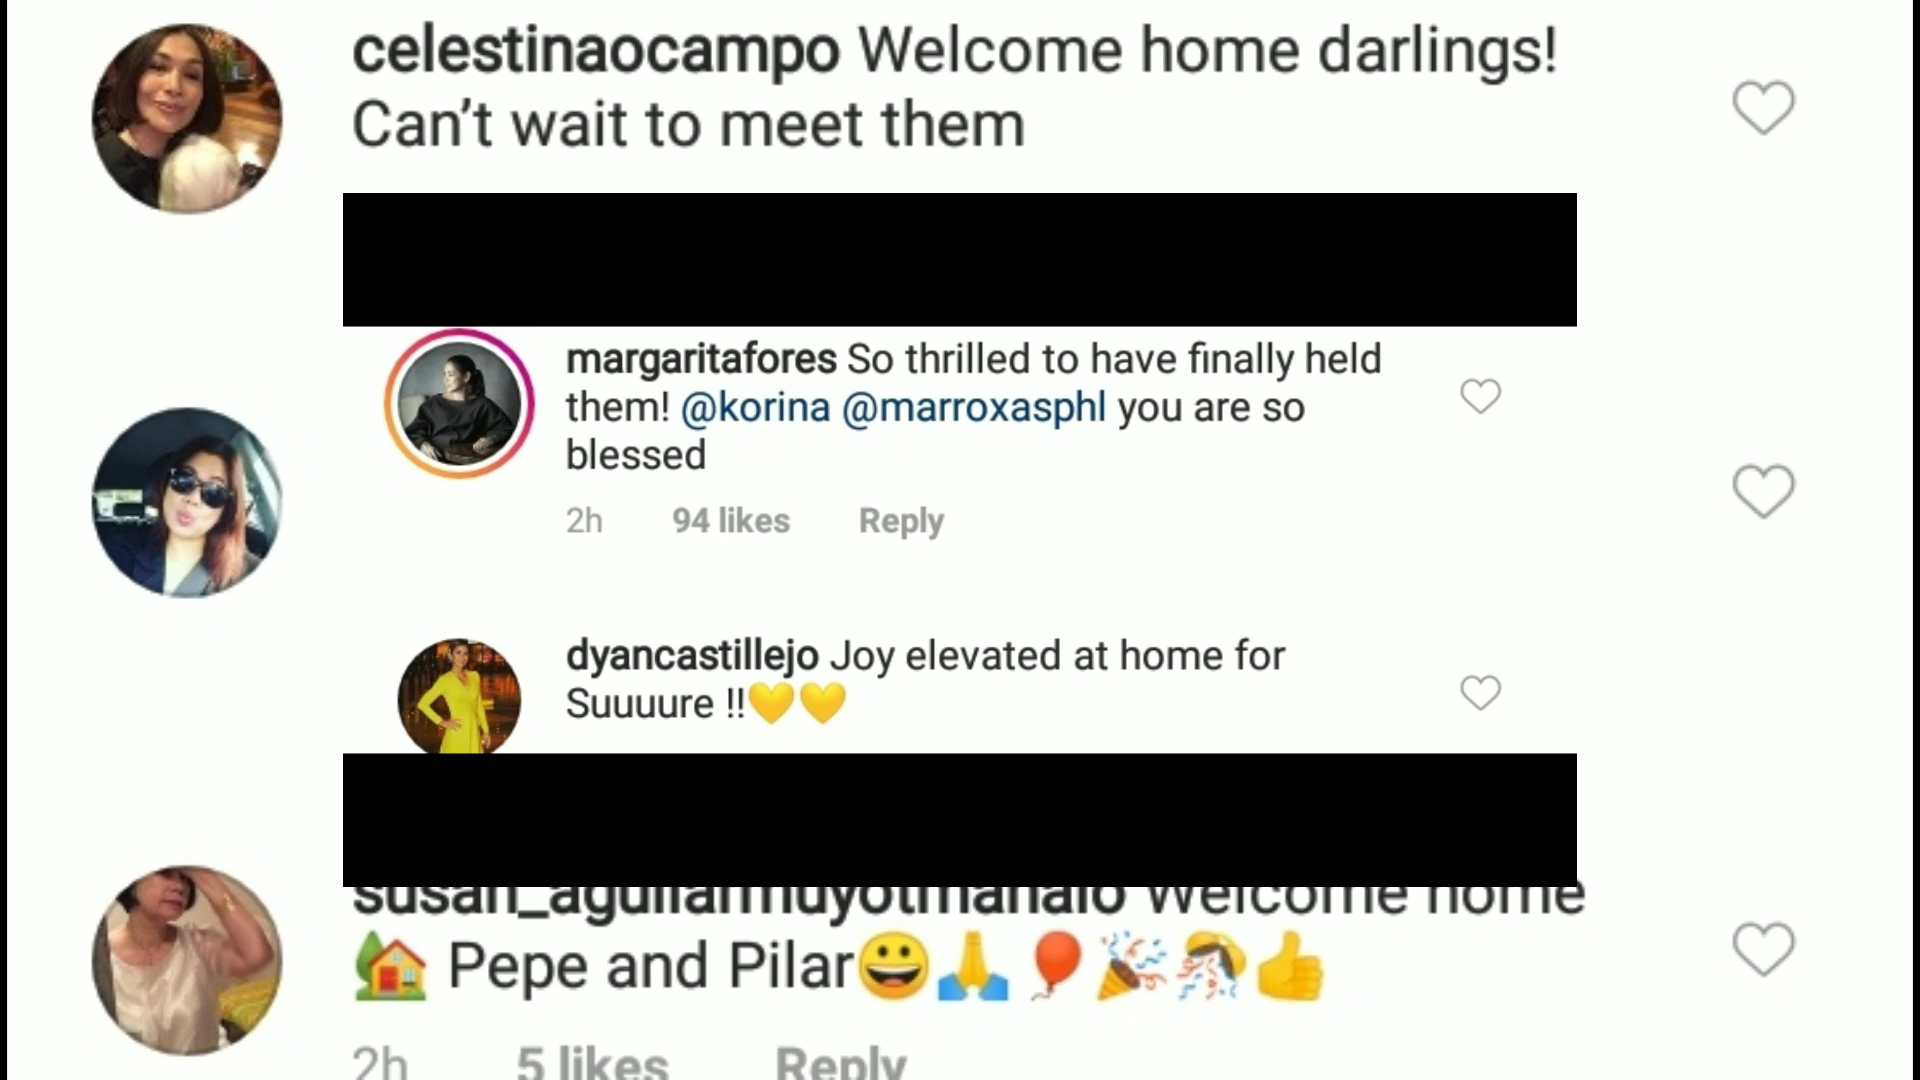 celestinaocampo Welcome home darlings!
Can't wait to meet them
margaritafores So thrilled to have finally held
them! @korina @marroxasphl you are so
blessed
2h 94 likes Reply
dyancastillejo Joy elevated at home for
Suuuure !!💛💛
susan_aguilarmuyotmanalo Welcome home
🏡 Pepe and Pilar😀🙏🎈🎉🎊👍
2h 5 likes Reply